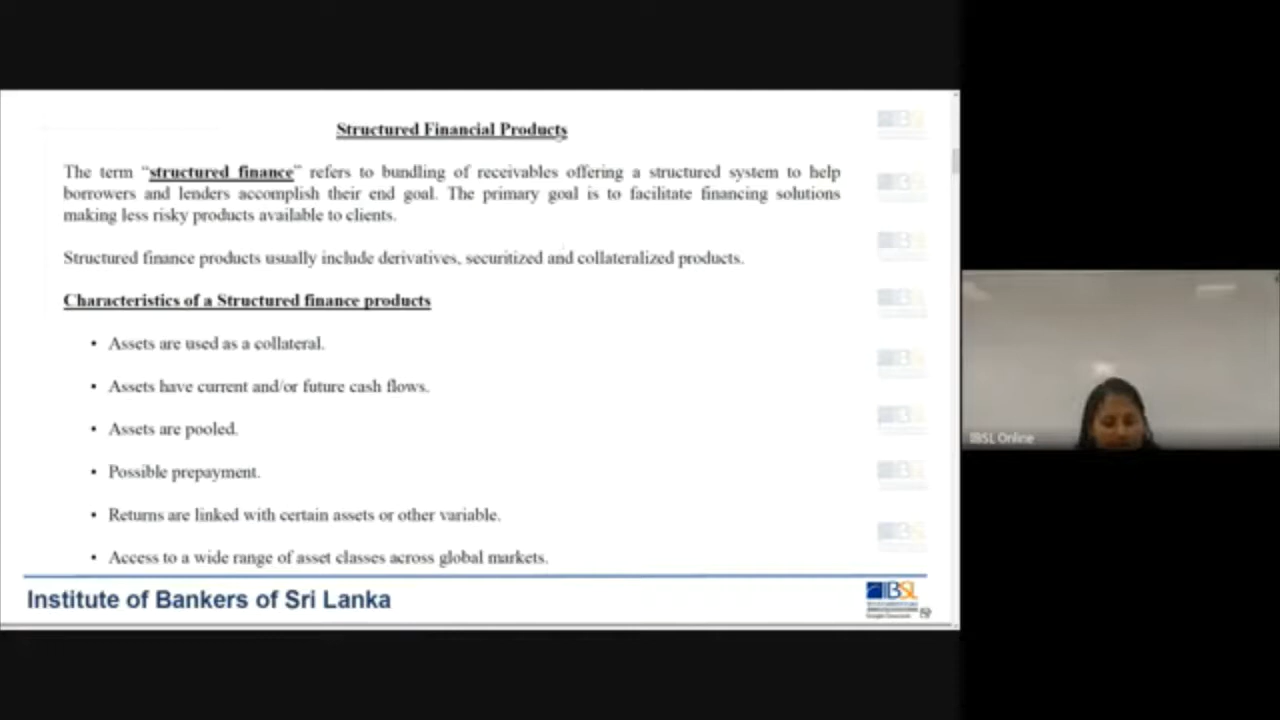 Structured Financial Products
The term “structured finance” refers to bundling of receivables offering a structured system to help
borrowers and lenders accomplish their end goal. The primary goal is to facilitate financing solutions
making less risky products available to clients.
Structured finance products usually include derivatives, securitized and collateralized products.
Characteristics of a Structured finance products
• Assets are used as a collateral.
• Assets have current and/or future cash flows.
• Assets are pooled.
• Possible prepayment.
• Returns are linked with certain assets or other variable.
• Access to a wide range of asset classes across global markets.
Institute of Bankers of Sri Lanka
IBSL
IBSL Online